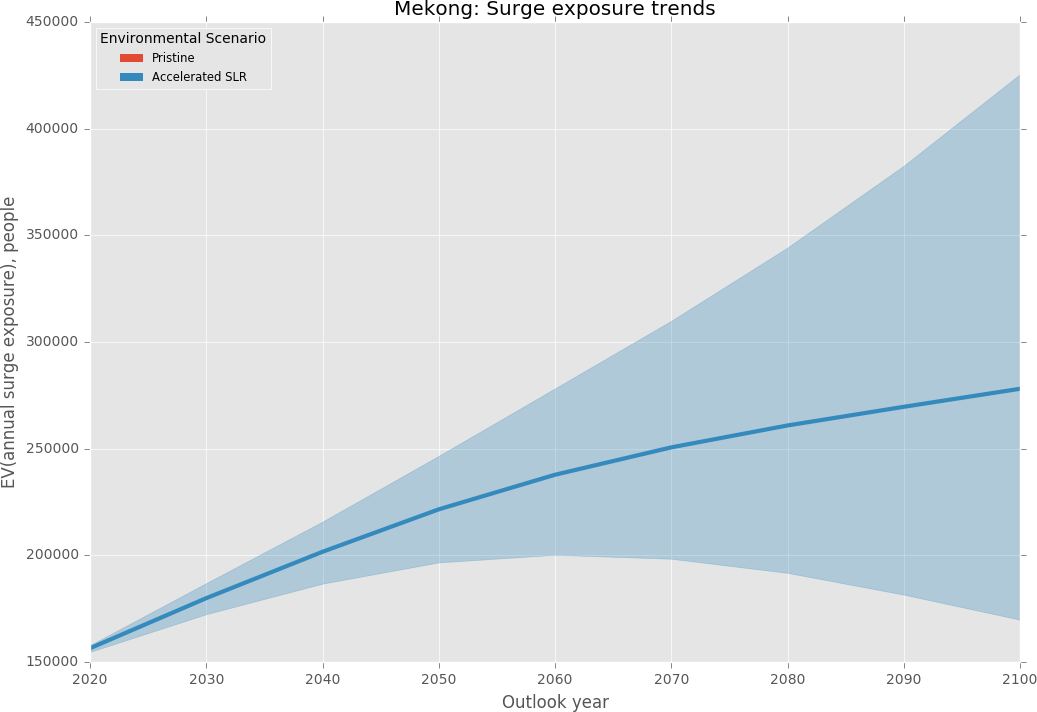 Mekong: Surge exposure trends
Environmental Scenario
Pristine
Accelerated SLR
EV(annual surge exposure), people
450000
400000
350000
300000
250000
200000
150000
2020 2030 2040 2050 2060 2070 2080 2090 2100
Outlook year